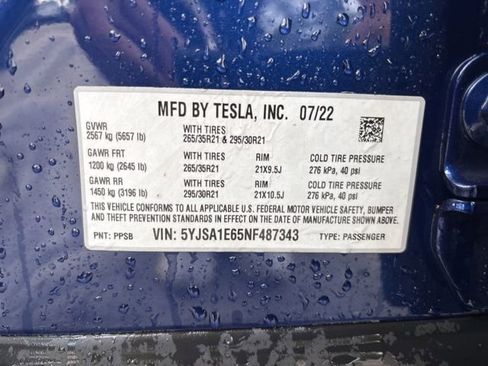 MFD BY TESLA, INC. 07/22
GVWR WITH TIRES
2567 kg (5657 lb) 265/35R21 & 295/30R21
GAWR FRT WITH TIRES RIM COLD TIRE PRESSURE
1200 kg (2645 lb) 265/35R21 21X9.5J 276 kPa, 40 psi
GAWR RR WITH TIRES RIM COLD TIRE PRESSURE
1450 kg (3196 lb) 295/30R21 21X10.5J 276 kPa, 40 psi
THIS VEHICLE CONFORMS TO ALL APPLICABLE U.S. FEDERAL MOTOR VEHICLE SAFETY, BUMPER
AND THEFT PREVENTION STANDARDS IN EFFECT ON THE DATE OF MANUFACTURE SHOWN ABOVE.
PNT: PPSB VIN: 5YJSA1E65NF487343 TYPE: PASSENGER